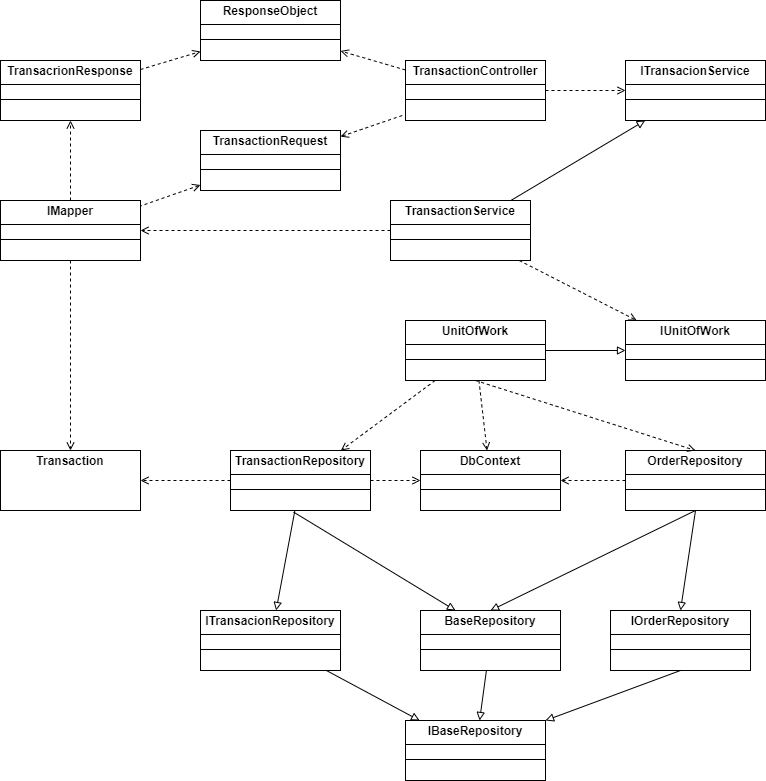 ResponseObject
TransacrionResponse
TransactionController
ITransacionService
TransactionRequest
IMapper
TransactionService
UnitOfWork
IUnitOfWork
Transaction
TransactionRepository
DbContext
OrderRepository
ITransacionRepository
BaseRepository
IOrderRepository
IBaseRepository